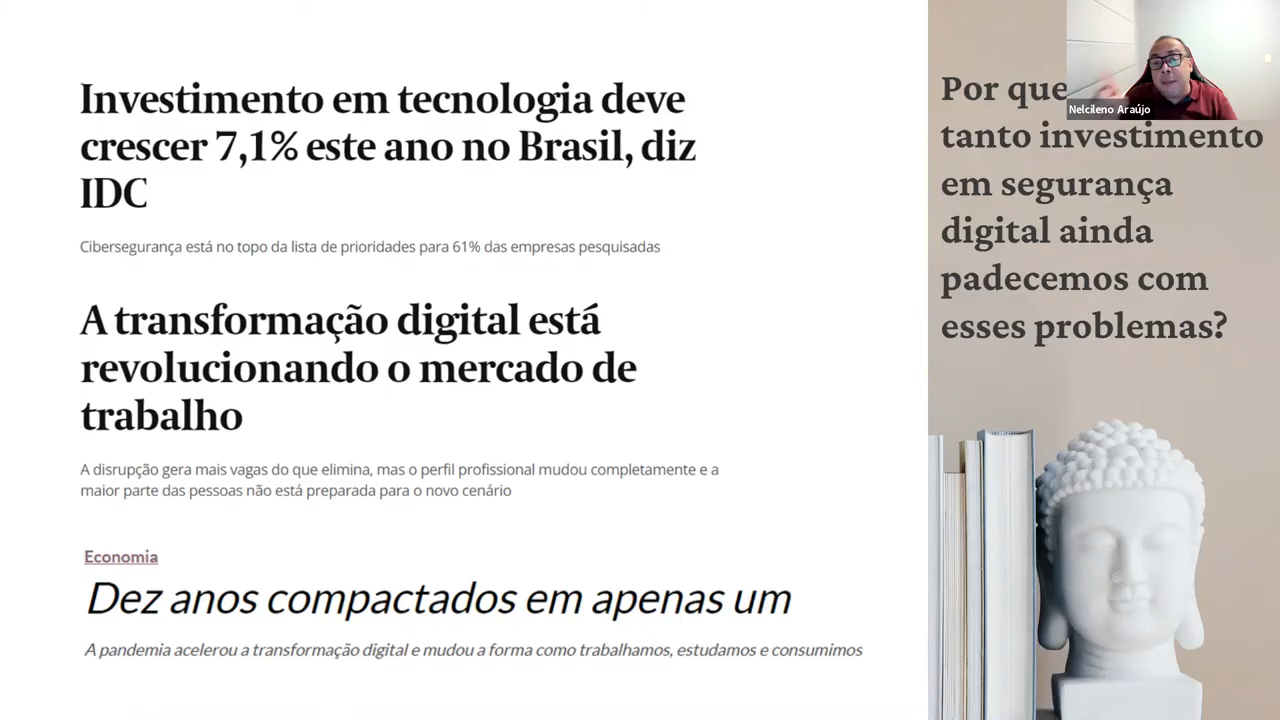 Investimento em tecnologia deve
crescer 7,1% este ano no Brasil, diz
IDC
Cibersegurança está no topo da lista de prioridades para 61% das empresas pesquisadas
A transformação digital está
revolucionando o mercado de
trabalho
A disrupção gera mais vagas do que elimina, mas o perfil profissional mudou completamente e a
maior parte das pessoas não está preparada para o novo cenário
Economia
Dez anos compactados em apenas um
A pandemia acelerou a transformação digital e mudou a forma como trabalhamos, estudamos e consumimos
Por que
tanto investimento
em segurança
digital ainda
padecemos com
esses problemas?
Nelcileno Araújo